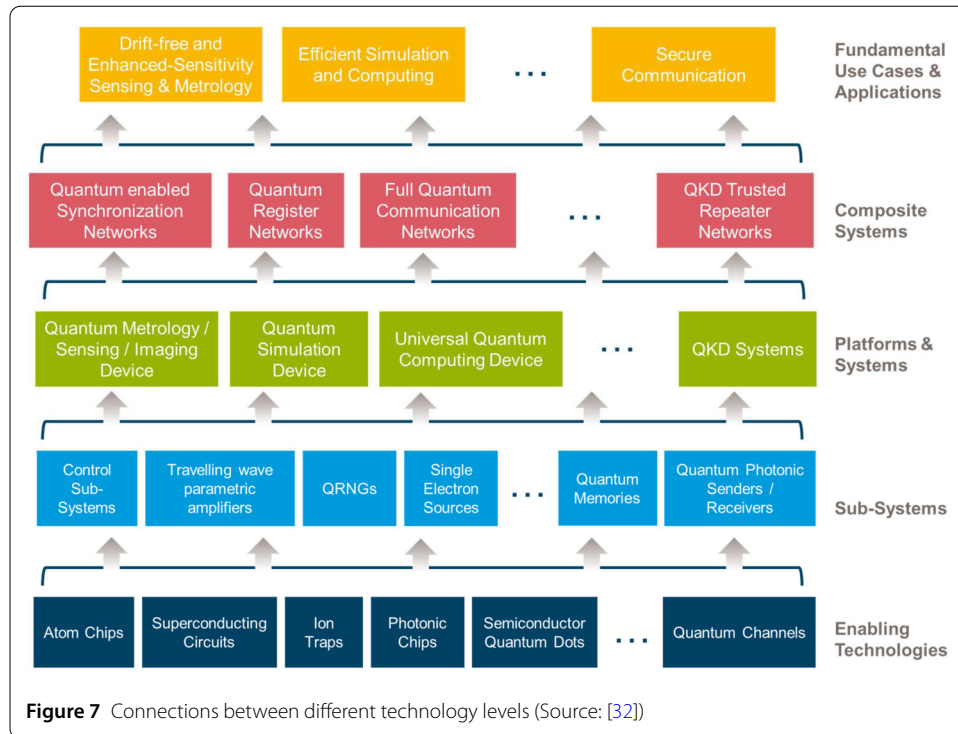 Drift-free and
Enhanced-Sensitivity
Sensing & Metrology
Efficient Simulation
and Computing
...
Secure
Communication
Fundamental
Use Cases &
Applications
Quantum enabled
Synchronization
Networks
Quantum
Register
Networks
Full Quantum
Communication
Networks
...
QKD Trusted
Repeater
Networks
Composite
Systems
Quantum Metrology /
Sensing / Imaging
Device
Quantum
Simulation
Device
Universal Quantum
Computing Device
...
QKD Systems
Platforms &
Systems
Control
Sub-
Systems
Travelling wave
parametric
amplifiers
QRNGs
Single
Electron
Sources
...
Quantum
Memories
Quantum Photonic
Senders /
Receivers
Sub-Systems
Atom Chips
Superconducting
Circuits
Ion
Traps
Photonic
Chips
Semiconductor
Quantum Dots
...
Quantum Channels
Enabling
Technologies
Figure 7 Connections between different technology levels (Source: [32])